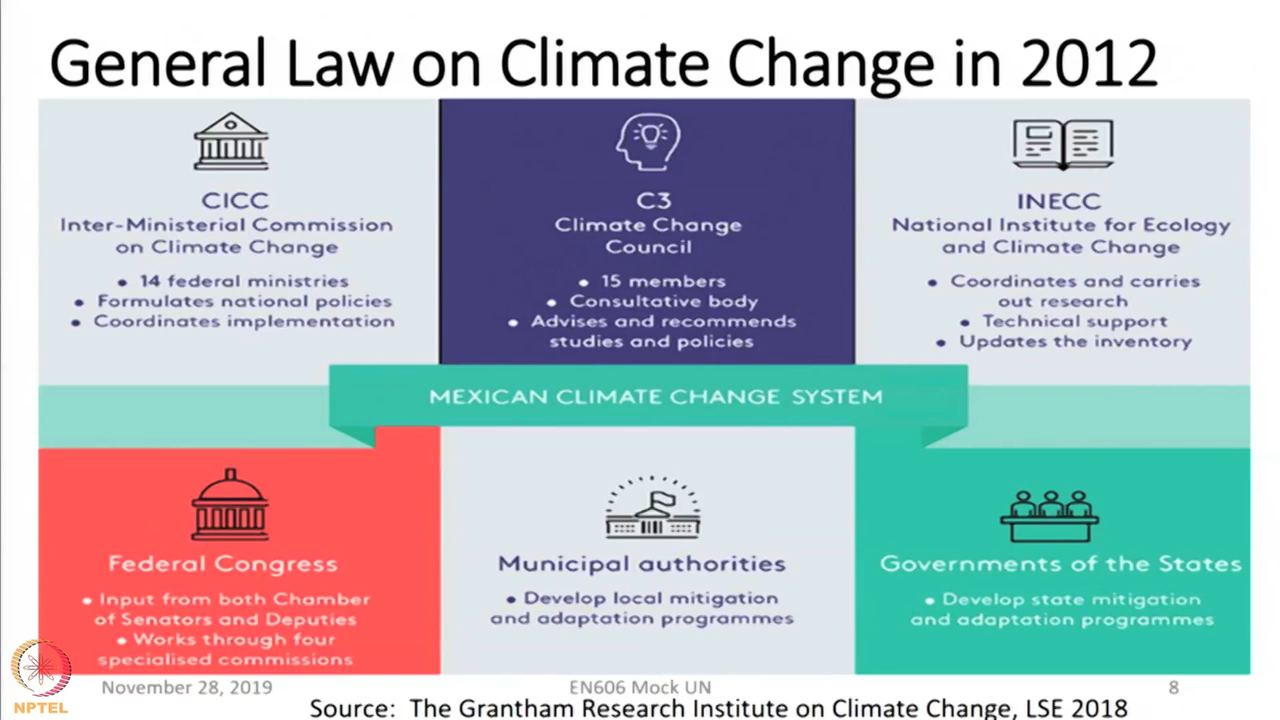 General Law on Climate Change in 2012
CICC
Inter-Ministerial Commission
on Climate Change
• 14 federal ministries
• Formulates national policies
• Coordinates implementation
C3
Climate Change
Council
• 15 members
• Consultative body
• Advises and recommends
studies and policies
INECC
National Institute for Ecology
and Climate Change
• Coordinates and carries
out research
• Technical support
• Updates the inventory
MEXICAN CLIMATE CHANGE SYSTEM
Federal Congress
• Input from both Chamber
of Senators and Deputies
• Works through four
specialised commissions
Municipal authorities
• Develop local mitigation
and adaptation programmes
Governments of the States
• Develop state mitigation
and adaptation programmes
NPTEL
November 28, 2019
EN606 Mock UN
8
Source: The Grantham Research Institute on Climate Change, LSE 2018